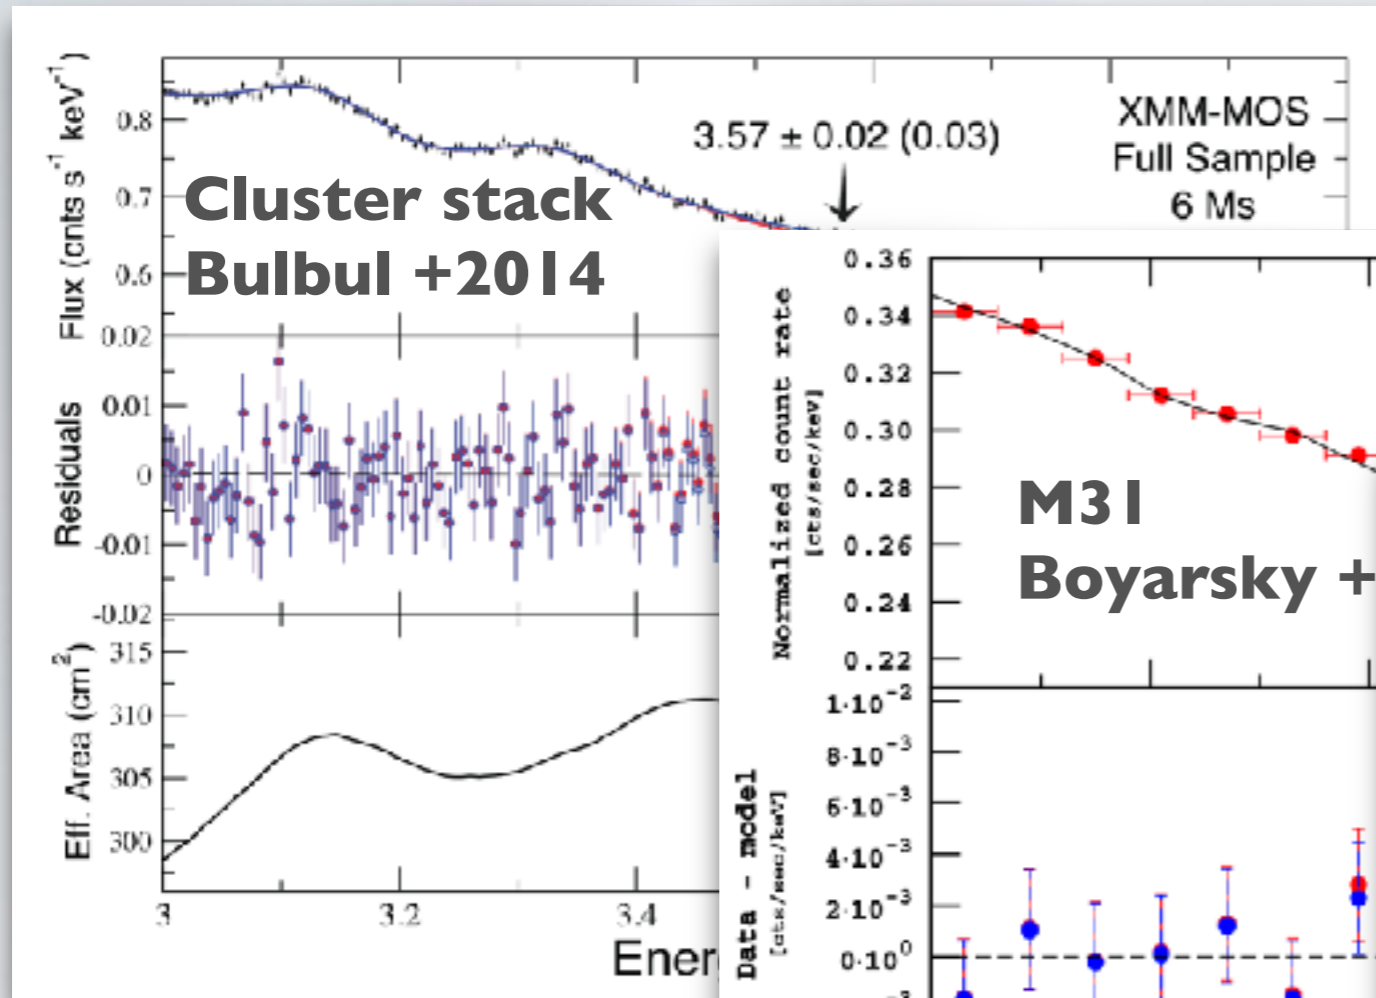 Flux (cnts s-1 keV-1)
0.8
0.7
0.6
3.57 ± 0.02 (0.03)
XMM-MOS
Full Sample
6 Ms
Cluster stack
Bulbul +2014
Residuals
0.02
0.01
0
-0.01
-0.02
Eff. Area (cm2)
315
310
305
300
3
3.2
3.4
Ener
Normalized count rate
[cts/sec/keV]
0.36
0.34
0.32
0.30
0.28
0.26
0.24
0.22
M31
Boyarsky +
Data - model
[cts/sec/keV]
1·10-2
8·10-3
6·10-3
4·10-3
2·10-3
0·100